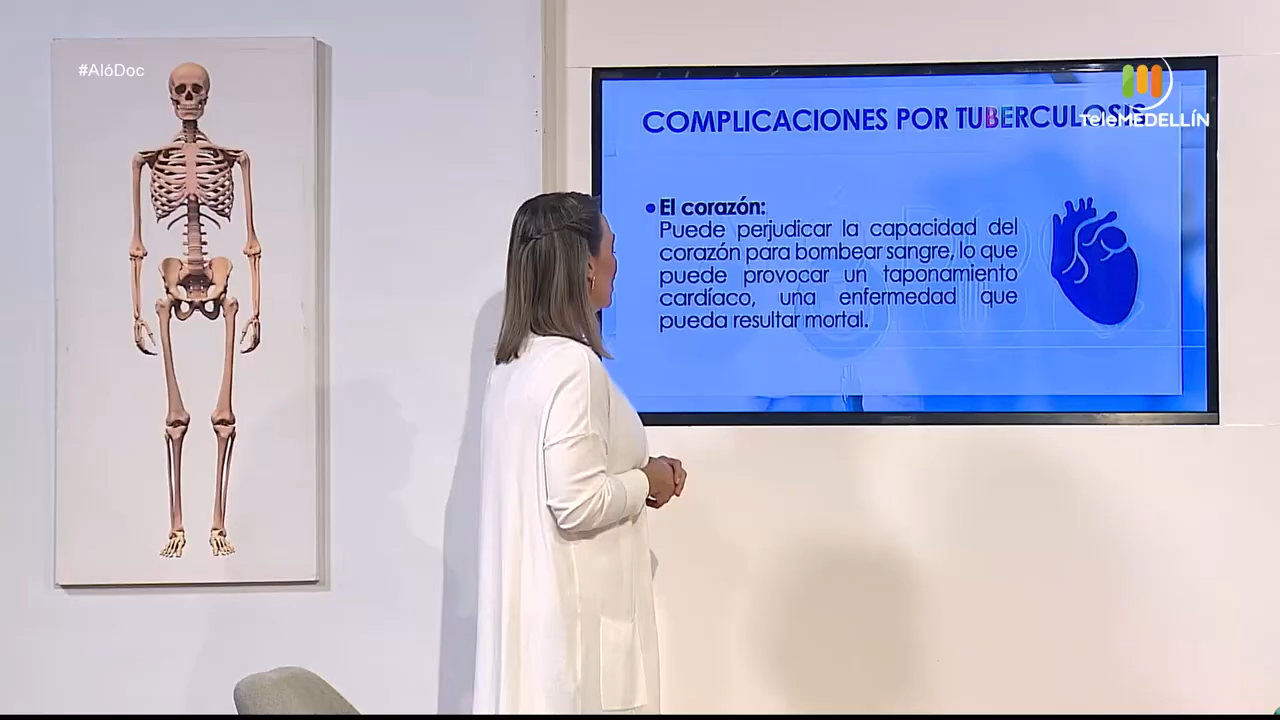 #AlóDoc
TeleMEDELLÍN
COMPLICACIONES POR TUBERCULOSIS
• El corazón:
Puede perjudicar la capacidad del
corazón para bombear sangre, lo que
puede provocar un taponamiento
cardíaco, una enfermedad que
pueda resultar mortal.